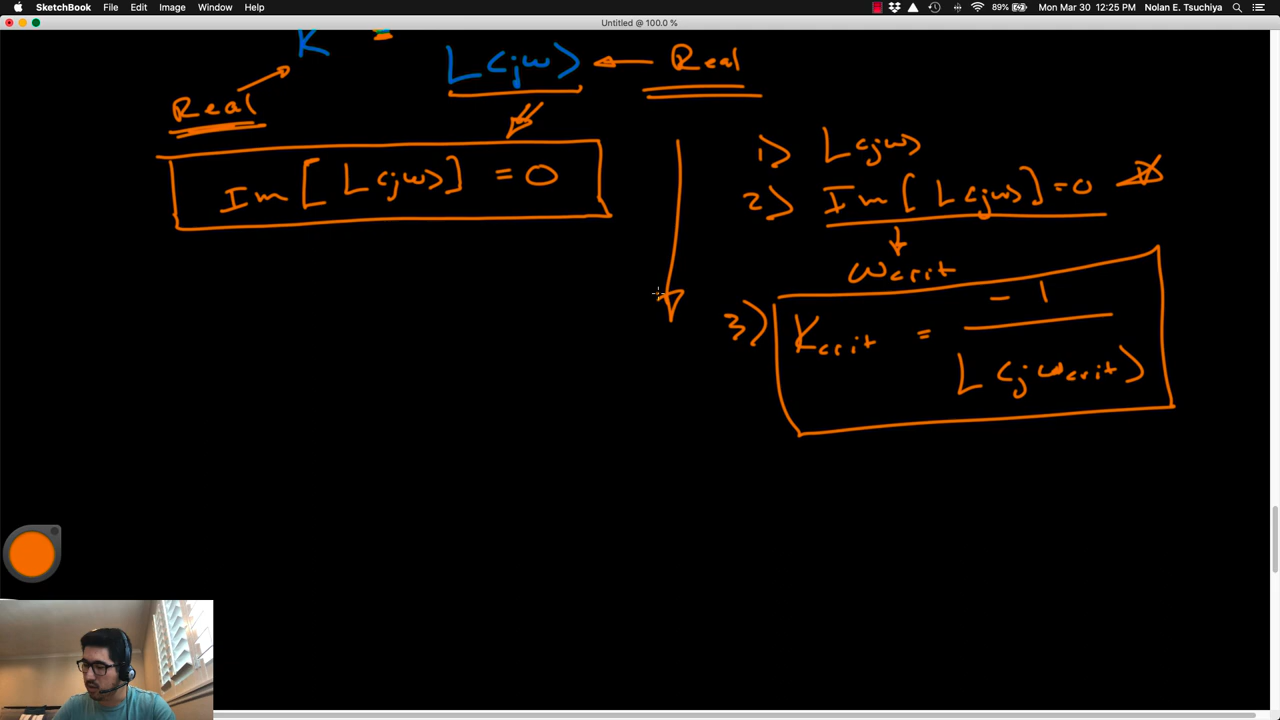 SketchBook File Edit Image Window Help 89% Mon Mar 30 12:25 PM Nolan E. Tsuchiya
Untitled @ 100.0 %
K
L(jω) ← Real
Real
Im[L(jω)] = 0
1) L(jω)
2) Im[L(jω)] = 0
ωcrit
3) Kcrit = -1 / L(jωcrit)